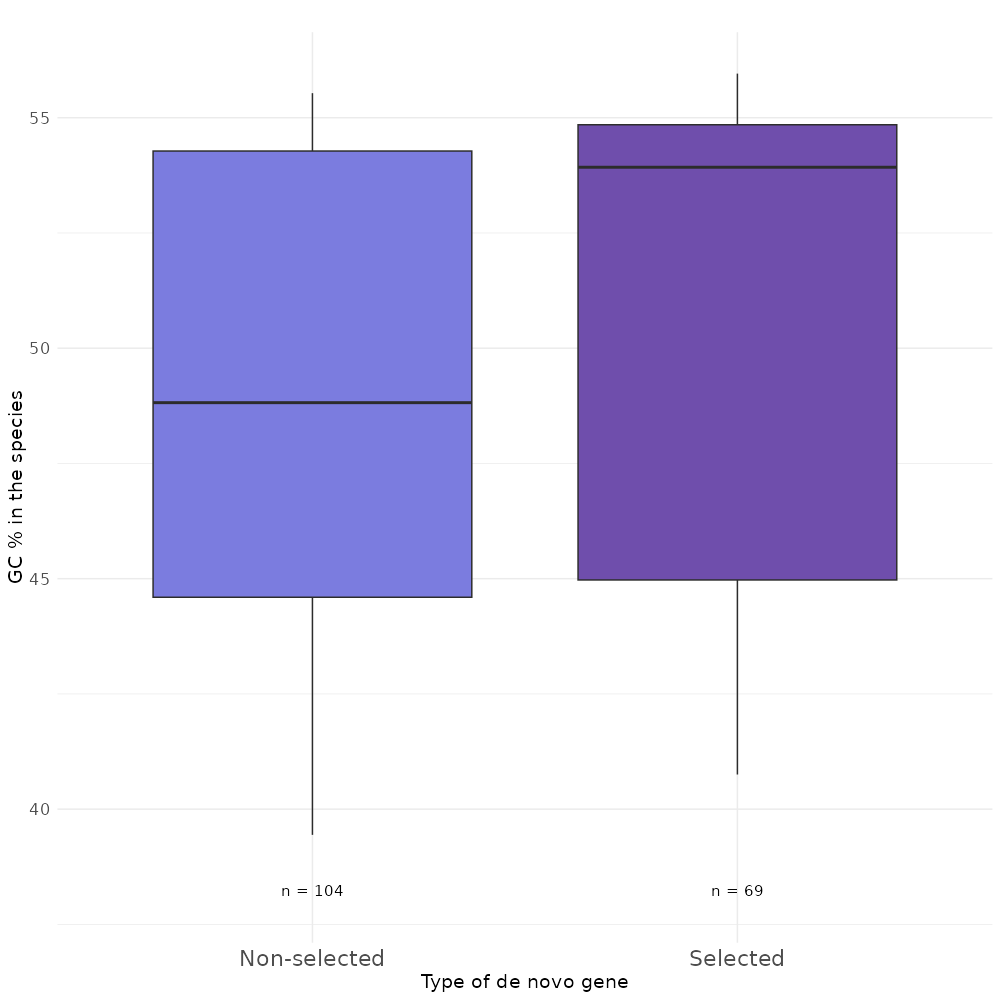 GC % in the species
55
50
45
40
n = 104
n = 69
Non-selected
Selected
Type of de novo gene